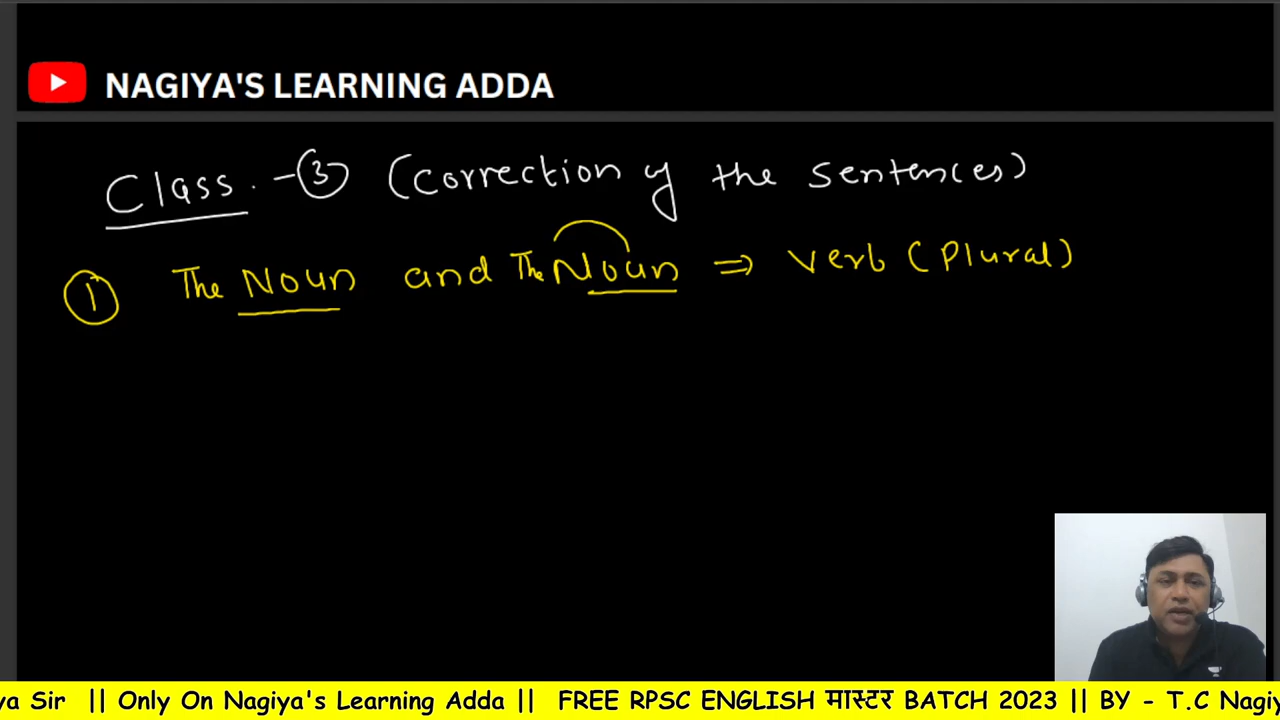 NAGIYA'S LEARNING ADDA
Class. - 3 (Correction of the sentences)
1 The Noun and The Noun ⇒ Verb (Plural)
ya Sir || Only On Nagiya's Learning Adda || FREE RPSC ENGLISH मास्टर BATCH 2023 || BY - T.C Nagiy